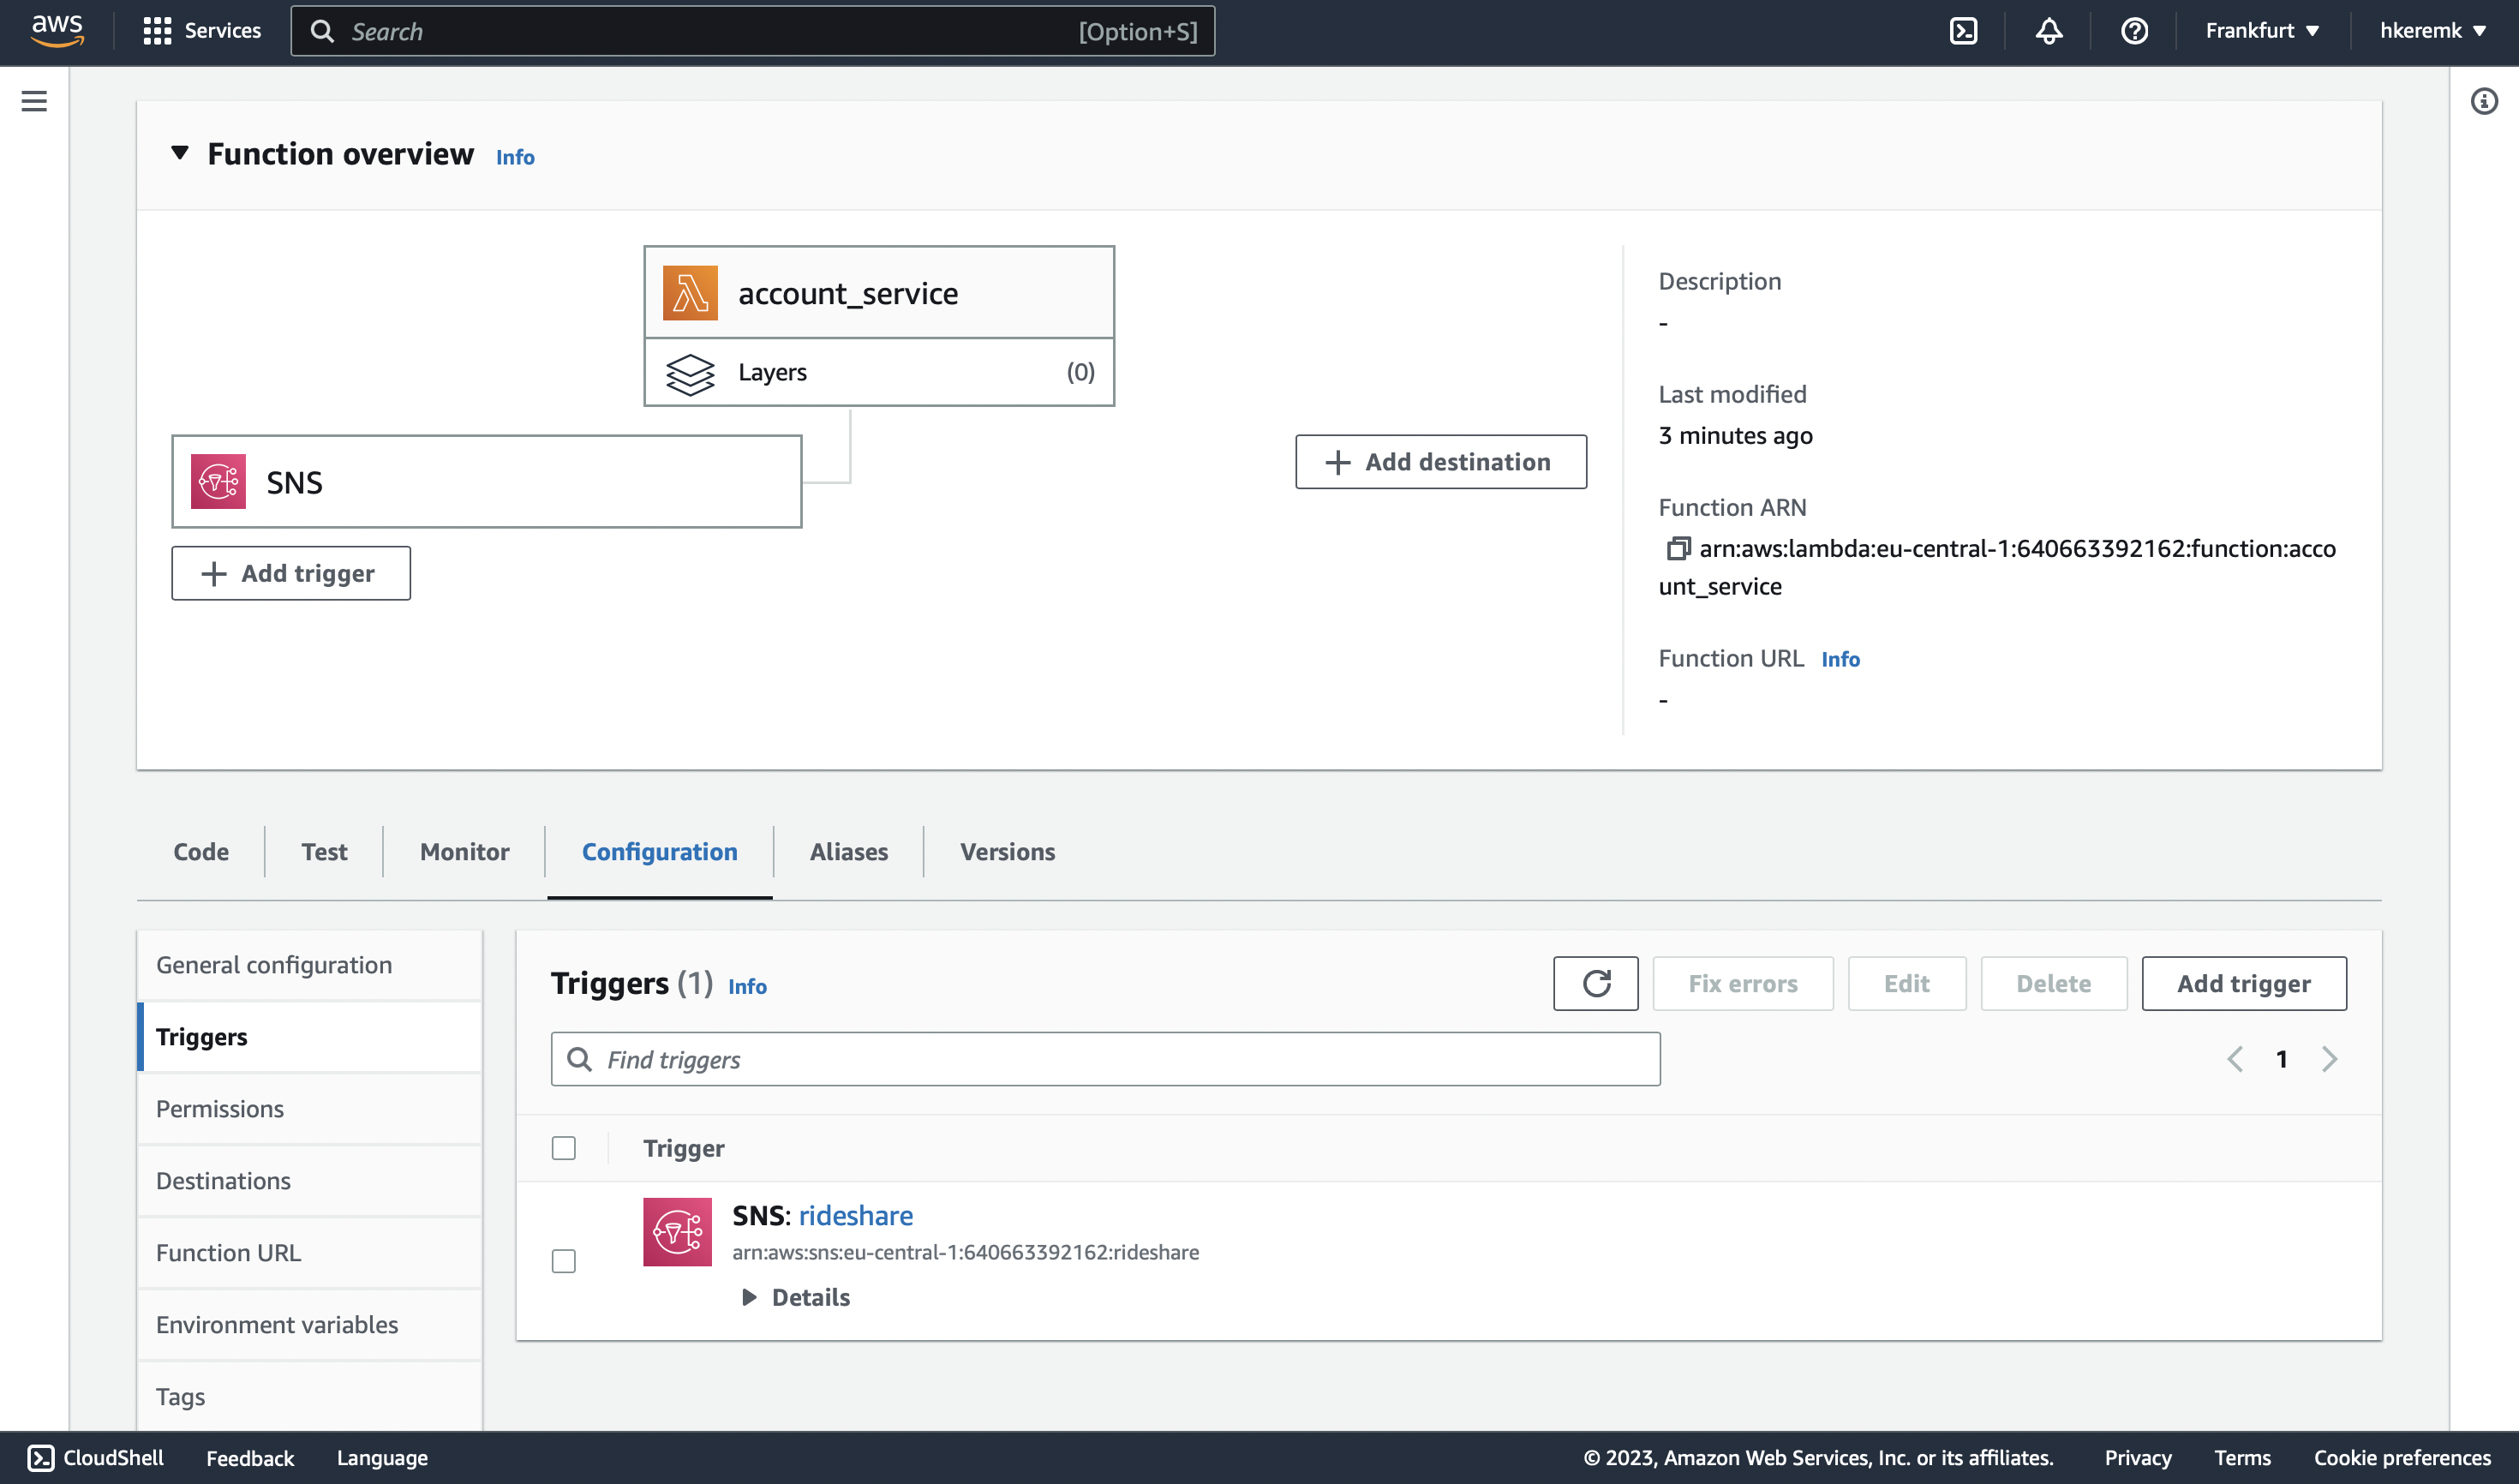 aws
Services
Search
[Option+S]
Frankfurt
hkeremk
Function overview Info
account_service
Layers (0)
SNS
Add trigger
Add destination
Description
-
Last modified
3 minutes ago
Function ARN
arn:aws:lambda:eu-central-1:640663392162:function:acco
unt_service
Function URL Info
-
Code
Test
Monitor
Configuration
Aliases
Versions
General configuration
Triggers
Permissions
Destinations
Function URL
Environment variables
Tags
Triggers (1) Info
Fix errors
Edit
Delete
Add trigger
Find triggers
1
Trigger
SNS: rideshare
arn:aws:sns:eu-central-1:640663392162:rideshare
Details
CloudShell
Feedback
Language
© 2023, Amazon Web Services, Inc. or its affiliates.
Privacy
Terms
Cookie preferences